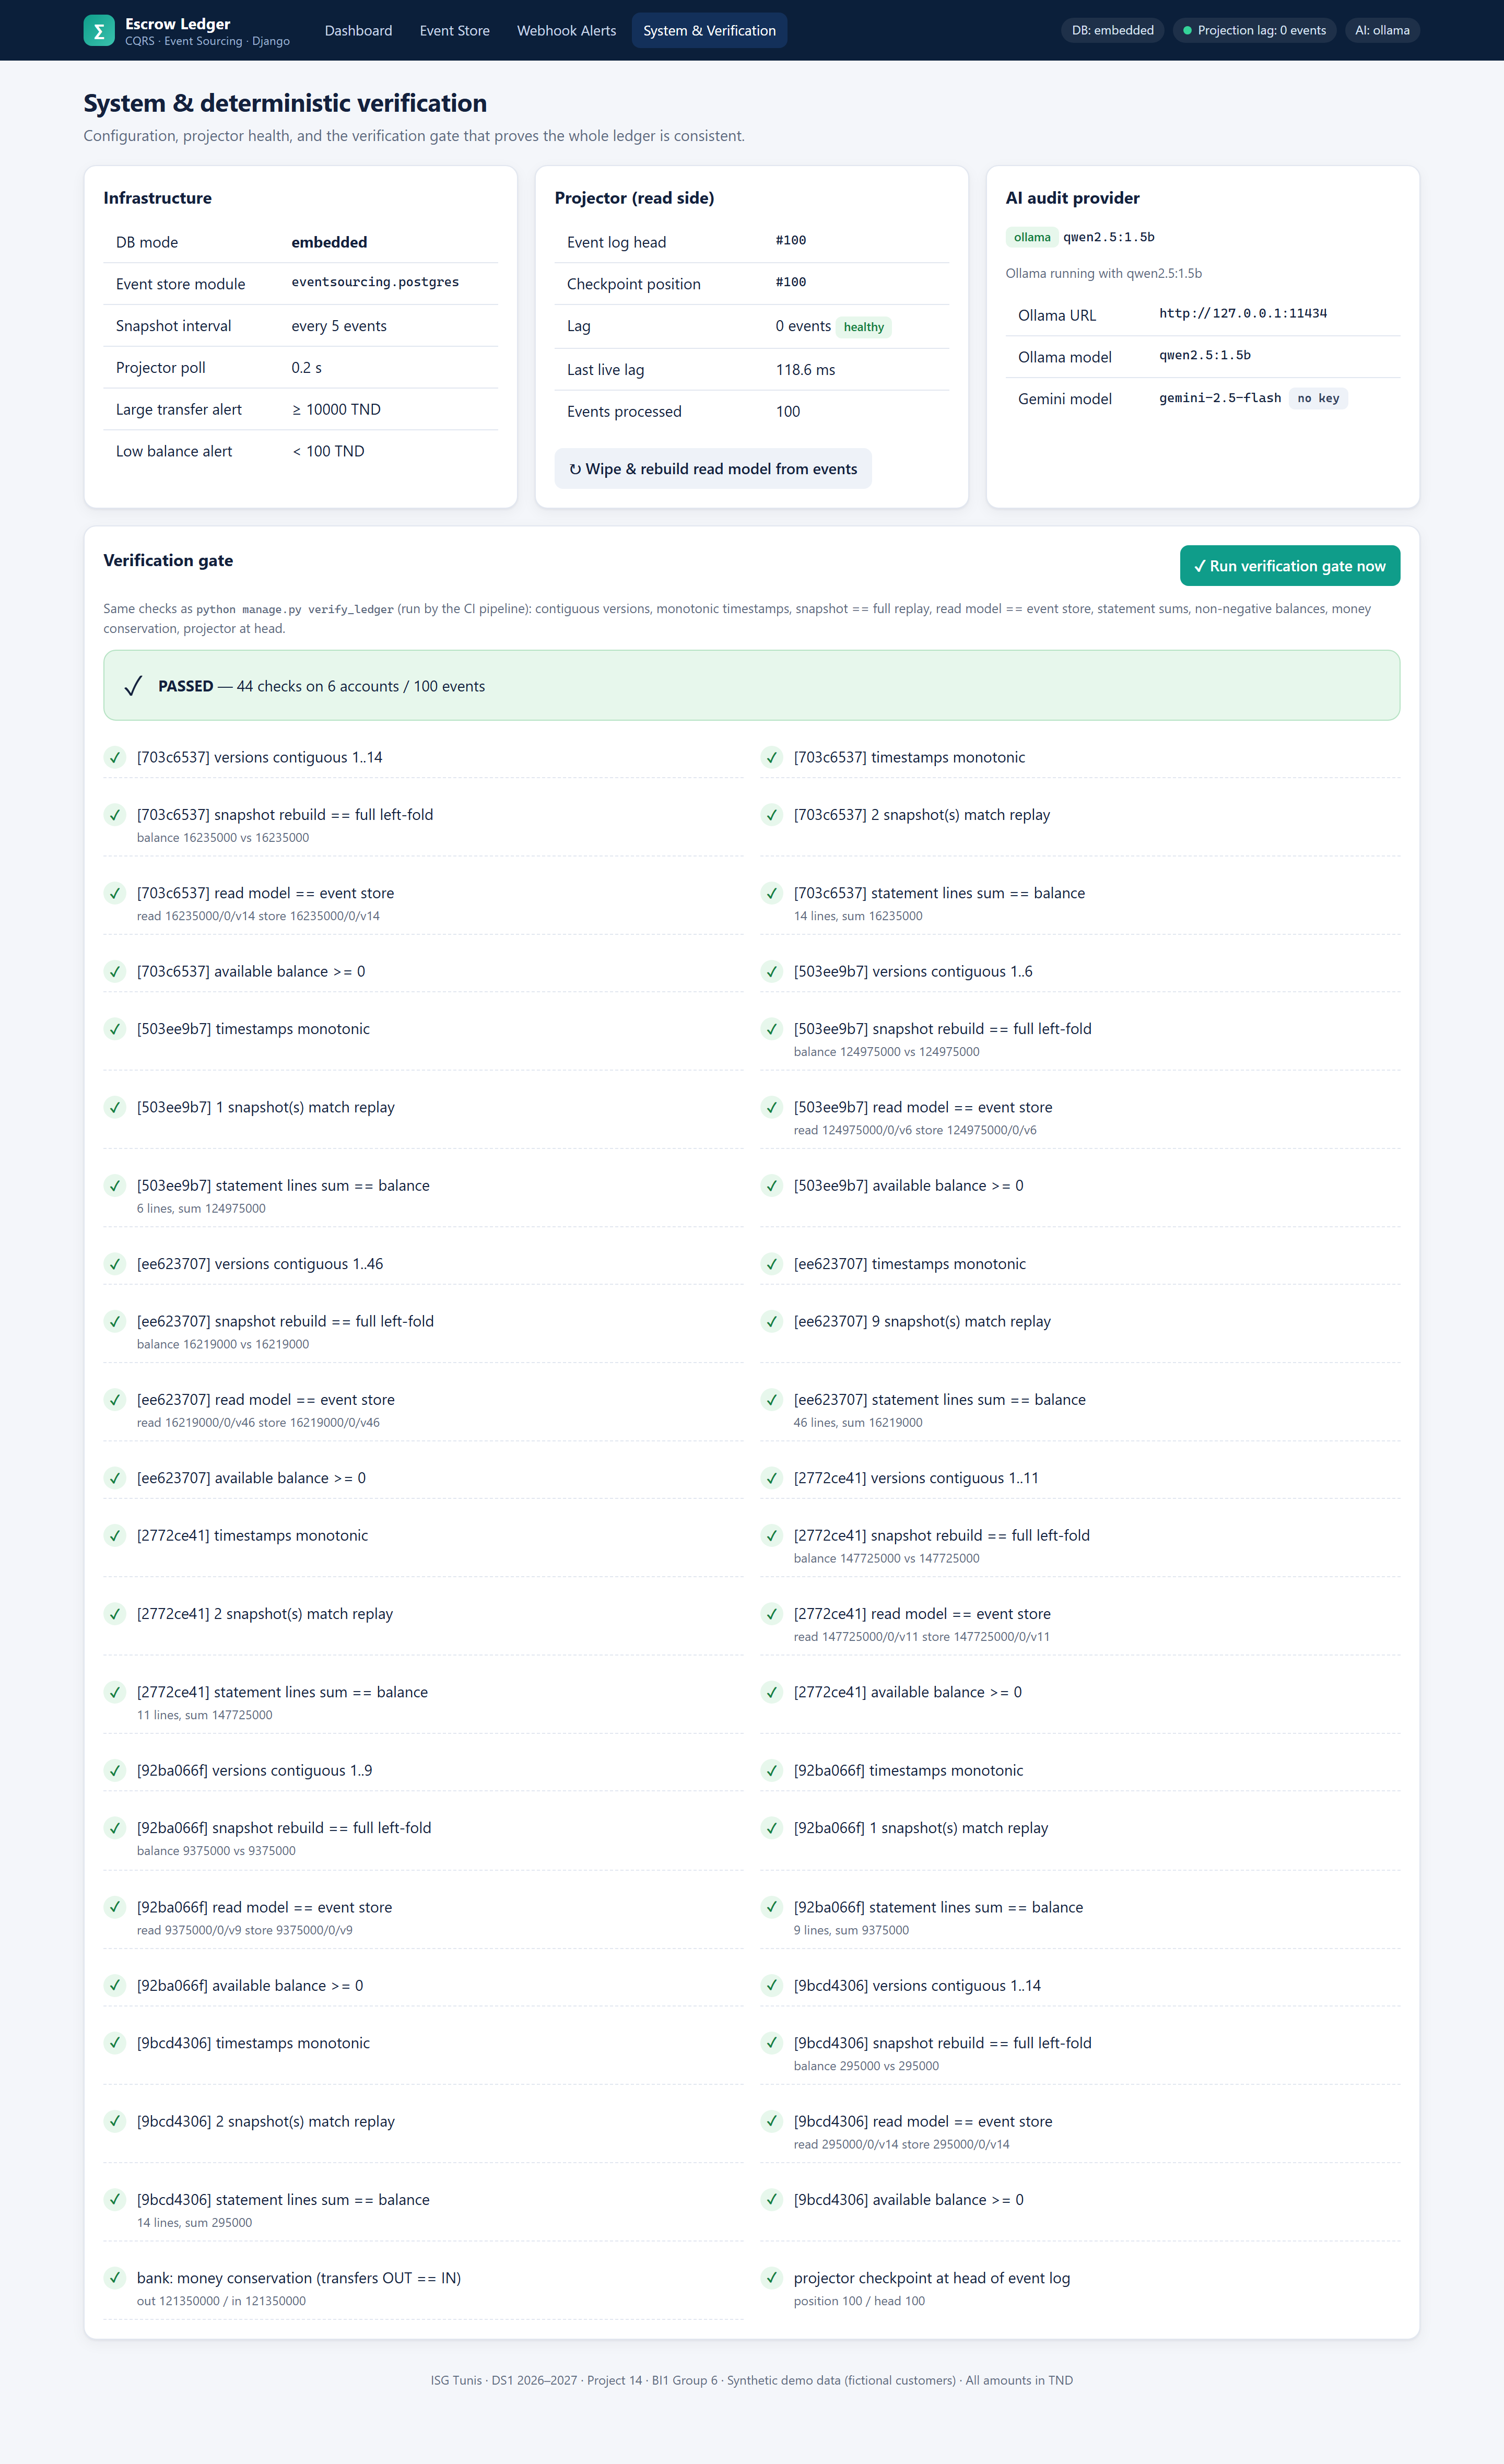 Σ
Escrow Ledger
CQRS · Event Sourcing · Django
Dashboard
Event Store
Webhook Alerts
System & Verification
DB: embedded
Projection lag: 0 events
AI: ollama
System & deterministic verification
Configuration, projector health, and the verification gate that proves the whole ledger is consistent.
Infrastructure
DB mode embedded
Event store module eventsourcing.postgres
Snapshot interval every 5 events
Projector poll 0.2 s
Large transfer alert ≥ 10000 TND
Low balance alert < 100 TND
Projector (read side)
Event log head #100
Checkpoint position #100
Lag 0 events healthy
Last live lag 118.6 ms
Events processed 100
↻ Wipe & rebuild read model from events
AI audit provider
ollama qwen2.5:1.5b
Ollama running with qwen2.5:1.5b
Ollama URL http://127.0.0.1:11434
Ollama model qwen2.5:1.5b
Gemini model gemini-2.5-flash no key
Verification gate
✓ Run verification gate now
Same checks as python manage.py verify_ledger (run by the CI pipeline): contiguous versions, monotonic timestamps, snapshot == full replay, read model == event store, statement sums, non-negative balances, money
conservation, projector at head.
✓ PASSED — 44 checks on 6 accounts / 100 events
✓ [703c6537] versions contiguous 1..14
✓ [703c6537] timestamps monotonic
✓ [703c6537] snapshot rebuild == full left-fold
balance 16235000 vs 16235000
✓ [703c6537] 2 snapshot(s) match replay
✓ [703c6537] read model == event store
read 16235000/0/v14 store 16235000/0/v14
✓ [703c6537] statement lines sum == balance
14 lines, sum 16235000
✓ [703c6537] available balance >= 0
✓ [503ee9b7] versions contiguous 1..6
✓ [503ee9b7] timestamps monotonic
✓ [503ee9b7] snapshot rebuild == full left-fold
balance 124975000 vs 124975000
✓ [503ee9b7] 1 snapshot(s) match replay
✓ [503ee9b7] read model == event store
read 124975000/0/v6 store 124975000/0/v6
✓ [503ee9b7] statement lines sum == balance
6 lines, sum 124975000
✓ [503ee9b7] available balance >= 0
✓ [ee623707] versions contiguous 1..46
✓ [ee623707] timestamps monotonic
✓ [ee623707] snapshot rebuild == full left-fold
balance 16219000 vs 16219000
✓ [ee623707] 9 snapshot(s) match replay
✓ [ee623707] read model == event store
read 16219000/0/v46 store 16219000/0/v46
✓ [ee623707] statement lines sum == balance
46 lines, sum 16219000
✓ [ee623707] available balance >= 0
✓ [2772ce41] versions contiguous 1..11
✓ [2772ce41] timestamps monotonic
✓ [2772ce41] snapshot rebuild == full left-fold
balance 147725000 vs 147725000
✓ [2772ce41] 2 snapshot(s) match replay
✓ [2772ce41] read model == event store
read 147725000/0/v11 store 147725000/0/v11
✓ [2772ce41] statement lines sum == balance
11 lines, sum 147725000
✓ [2772ce41] available balance >= 0
✓ [92ba066f] versions contiguous 1..9
✓ [92ba066f] timestamps monotonic
✓ [92ba066f] snapshot rebuild == full left-fold
balance 9375000 vs 9375000
✓ [92ba066f] 1 snapshot(s) match replay
✓ [92ba066f] read model == event store
read 9375000/0/v9 store 9375000/0/v9
✓ [92ba066f] statement lines sum == balance
9 lines, sum 9375000
✓ [92ba066f] available balance >= 0
✓ [9bcd4306] versions contiguous 1..14
✓ [9bcd4306] timestamps monotonic
✓ [9bcd4306] snapshot rebuild == full left-fold
balance 295000 vs 295000
✓ [9bcd4306] 2 snapshot(s) match replay
✓ [9bcd4306] read model == event store
read 295000/0/v14 store 295000/0/v14
✓ [9bcd4306] statement lines sum == balance
14 lines, sum 295000
✓ [9bcd4306] available balance >= 0
✓ bank: money conservation (transfers OUT == IN)
out 121350000 / in 121350000
✓ projector checkpoint at head of event log
position 100 / head 100
ISG Tunis · DS1 2026–2027 · Project 14 · BI1 Group 6 · Synthetic demo data (fictional customers) · All amounts in TND